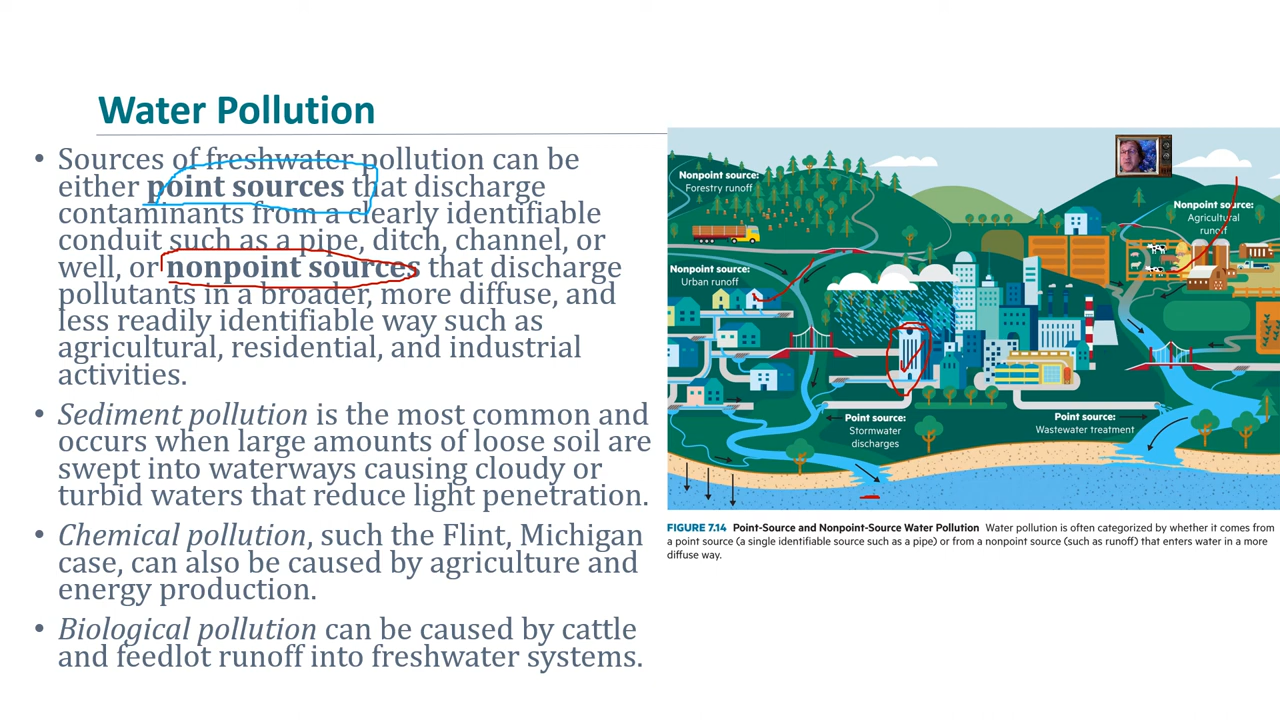 Water Pollution
• Sources of freshwater pollution can be
either point sources that discharge
contaminants from a clearly identifiable
conduit such as a pipe, ditch, channel, or
well, or nonpoint sources that discharge
pollutants in a broader, more diffuse, and
less readily identifiable way such as
agricultural, residential, and industrial
activities.
• Sediment pollution is the most common and
occurs when large amounts of loose soil are
swept into waterways causing cloudy or
turbid waters that reduce light penetration.
• Chemical pollution, such the Flint, Michigan
case, can also be caused by agriculture and
energy production.
• Biological pollution can be caused by cattle
and feedlot runoff into freshwater systems.
Nonpoint source:
Forestry runoff
Nonpoint source:
Agricultural
runoff
Nonpoint source:
Urban runoff
Point source:
Stormwater
discharges
Point source:
Wastewater treatment
FIGURE 7.14 Point-Source and Nonpoint-Source Water Pollution Water pollution is often categorized by whether it comes from
a point source (a single identifiable source such as a pipe) or from a nonpoint source (such as runoff) that enters water in a more
diffuse way.